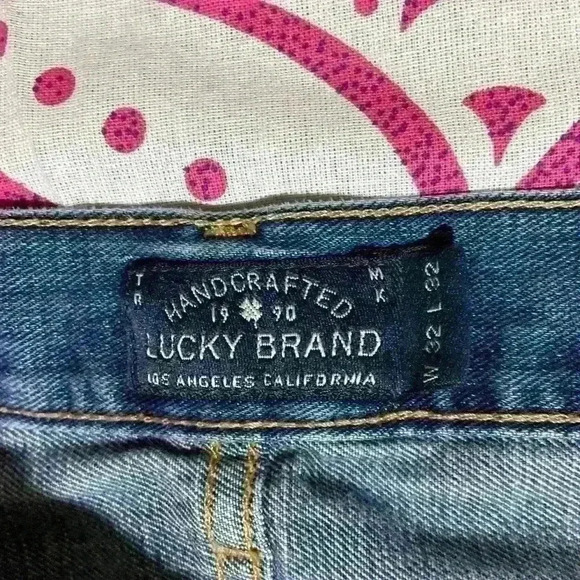 HANDCRAFTED
TR
MK
19 90
LUCKY BRAND
LOS ANGELES CALIFORNIA
W 32 L 32